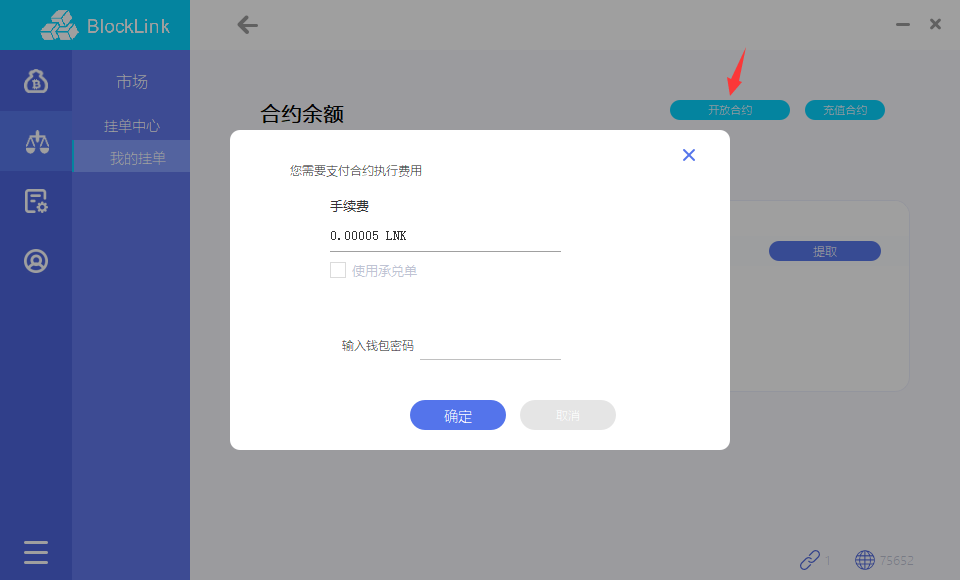 BlockLink
市场
挂单中心
我的挂单
合约余额
开放合约
充值合约
您需要支付合约执行费用
手续费
0.00005 LNK
使用承兑单
提取
输入钱包密码
确定
取消
1
75652